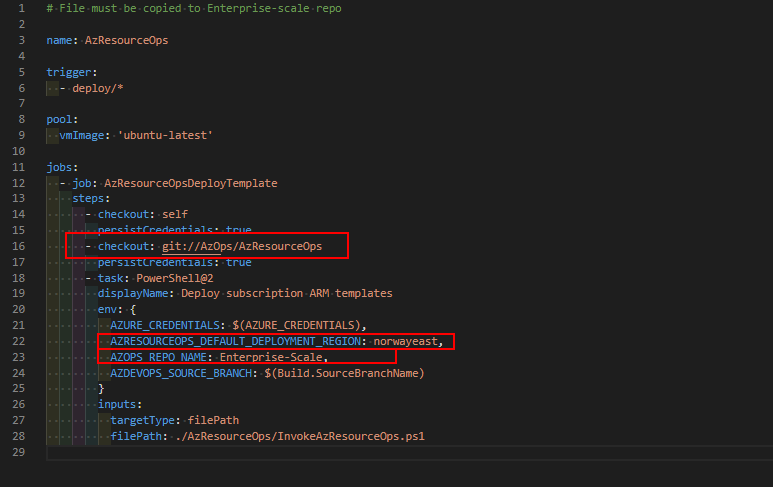 1 # File must be copied to Enterprise-scale repo
2
3 name: AzResourceOps
4
5 trigger:
6   - deploy/*
7
8 pool:
9   vmImage: 'ubuntu-latest'
10
11 jobs:
12   - job: AzResourceOpsDeployTemplate
13     steps:
14       - checkout: self
15         persistCredentials: true
16       - checkout: git://AzOps/AzResourceOps
17         persistCredentials: true
18       - task: PowerShell@2
19         displayName: Deploy subscription ARM templates
20         env: {
21           AZURE_CREDENTIALS: $(AZURE_CREDENTIALS),
22           AZRESOURCEOPS_DEFAULT_DEPLOYMENT_REGION: norwayeast,
23           AZOPS_REPO_NAME: Enterprise-Scale,
24           AZDEVOPS_SOURCE_BRANCH: $(Build.SourceBranchName)
25         }
26         inputs:
27           targetType: filePath
28           filePath: ./AzResourceOps/InvokeAzResourceOps.ps1
29